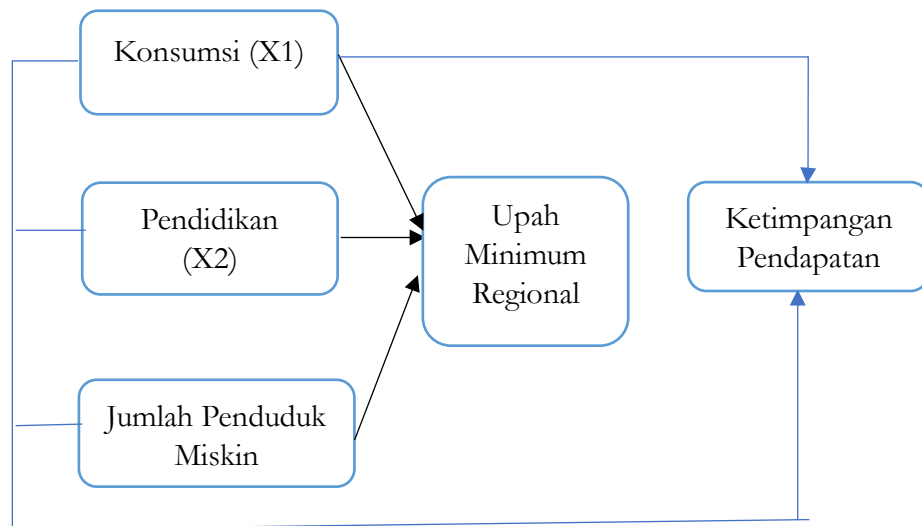 Konsumsi (X1)
Pendidikan
(X2)
Jumlah Penduduk
Miskin
Upah
Minimum
Regional
Ketimpangan
Pendapatan